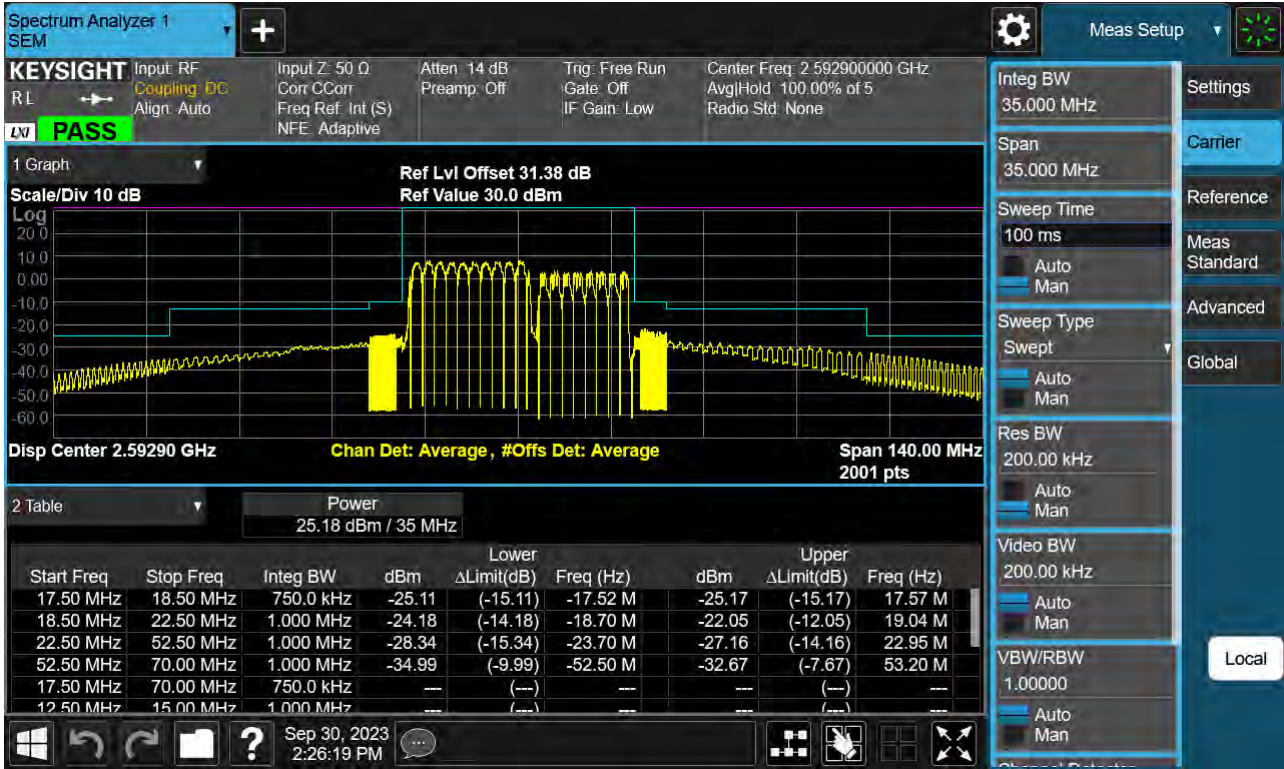 Spectrum Analyzer 1
SEM
Meas Setup
KEYSIGHT
R L
LXI
PASS
Input: RF
Coupling: DC
Align: Auto
Input Z: 50 Ω
Corr CCorr
Freq Ref: Int (S)
NFE: Adaptive
Atten: 14 dB
Preamp: Off
Trig: Free Run
Gate: Off
IF Gain: Low
Center Freq: 2.592900000 GHz
Avg|Hold: 100.00% of 5
Radio Std: None
1 Graph
Scale/Div 10 dB
Ref Lvl Offset 31.38 dB
Ref Value 30.0 dBm
Log
20.0
10.0
0.00
-10.0
-20.0
-30.0
-40.0
-50.0
-60.0
Disp Center 2.59290 GHz
Chan Det: Average, #Offs Det: Average
Span 140.00 MHz
2001 pts
2 Table
Power
25.18 dBm / 35 MHz
Lower Upper
Start Freq Stop Freq Integ BW dBm ΔLimit(dB) Freq (Hz) dBm ΔLimit(dB) Freq (Hz)
17.50 MHz 18.50 MHz 750.0 kHz -25.11 (-15.11) -17.52 M -25.17 (-15.17) 17.57 M
18.50 MHz 22.50 MHz 1.000 MHz -24.18 (-14.18) -18.70 M -22.05 (-12.05) 19.04 M
22.50 MHz 52.50 MHz 1.000 MHz -28.34 (-15.34) -23.70 M -27.16 (-14.16) 22.95 M
52.50 MHz 70.00 MHz 1.000 MHz -34.99 (-9.99) -52.50 M -32.67 (-7.67) 53.20 M
17.50 MHz 70.00 MHz 750.0 kHz --- (---) --- --- (---) ---
12.50 MHz 15.00 MHz 1.000 MHz --- (---) --- --- (---) ---
Sep 30, 2023
2:26:19 PM
Integ BW
35.000 MHz
Span
35.000 MHz
Sweep Time
100 ms
Auto
Man
Sweep Type
Swept
Auto
Man
Res BW
200.00 kHz
Auto
Man
Video BW
200.00 kHz
Auto
Man
VBW/RBW
1.00000
Auto
Man
Channel Detector
Settings
Carrier
Reference
Meas
Standard
Advanced
Global
Local